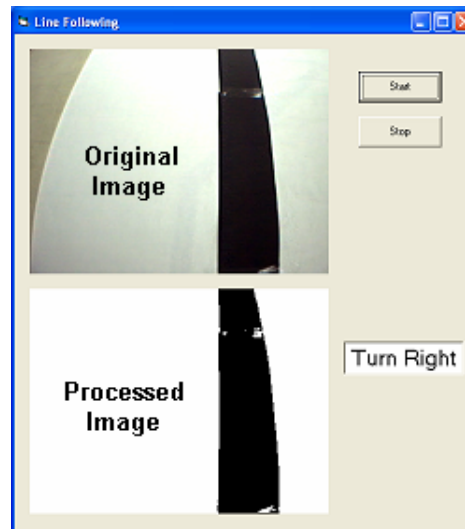 Line Following
Original
Image
Start
Stop
Processed
Image
Turn Right